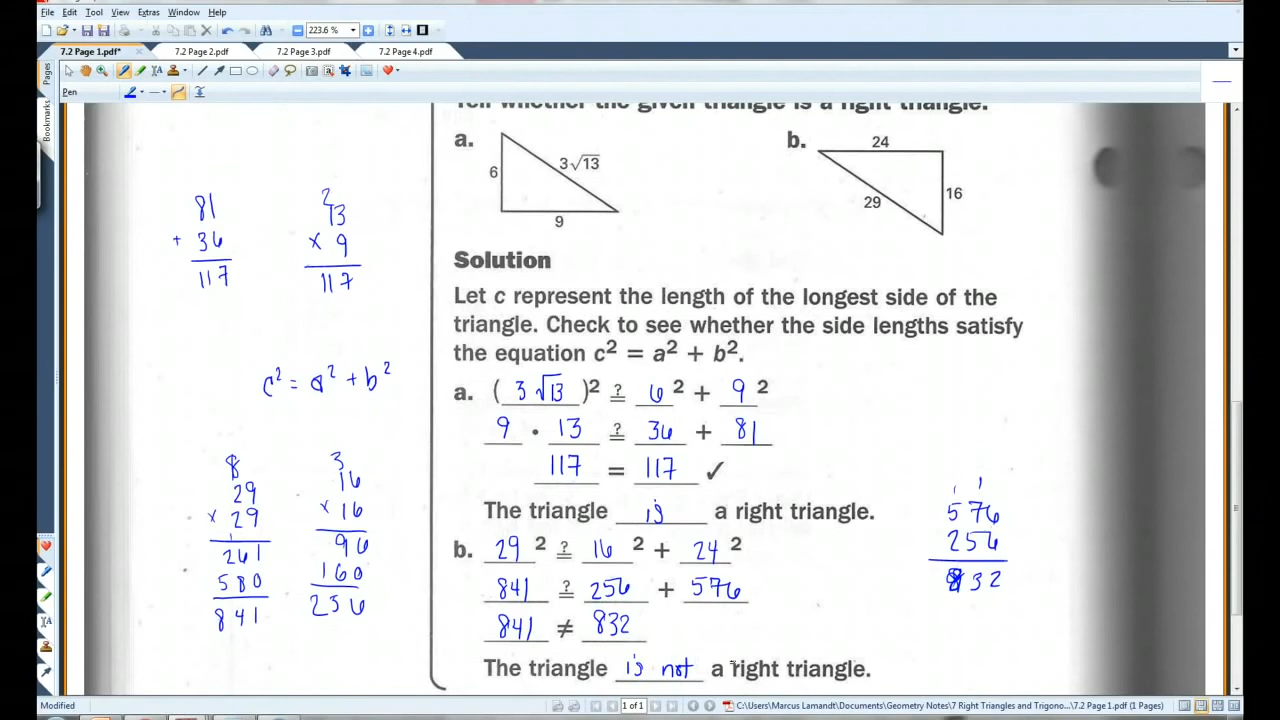 File Edit Tool View Extras Window Help
223.6 %
7.2 Page 1.pdf* 7.2 Page 2.pdf 7.2 Page 3.pdf 7.2 Page 4.pdf
Pages
Pen
Bookmarks
Tell whether the given triangle is a right triangle.
a. 6 3√13 9
b. 24 16 29
81
+ 36
117
2
13
× 9
117
Solution
Let c represent the length of the longest side of the
triangle. Check to see whether the side lengths satisfy
the equation c² = a² + b².
c² = a² + b²
a. (3√13)² ≟ 6² + 9²
9 · 13 ≟ 36 + 81
117 = 117 ✓
The triangle is a right triangle.
b. 29² ≟ 16² + 24²
841 ≟ 256 + 576
841 ≠ 832
The triangle is not a right triangle.
8
29
× 29
1
261
580
841
3
16
× 16
96
160
256
1 1
576
256
832
Modified
1 of 1
C:\Users\Marcus Lamandt\Documents\Geometry Notes\7 Right Triangles and Trigono...\7.2 Page 1.pdf (1 Pages)